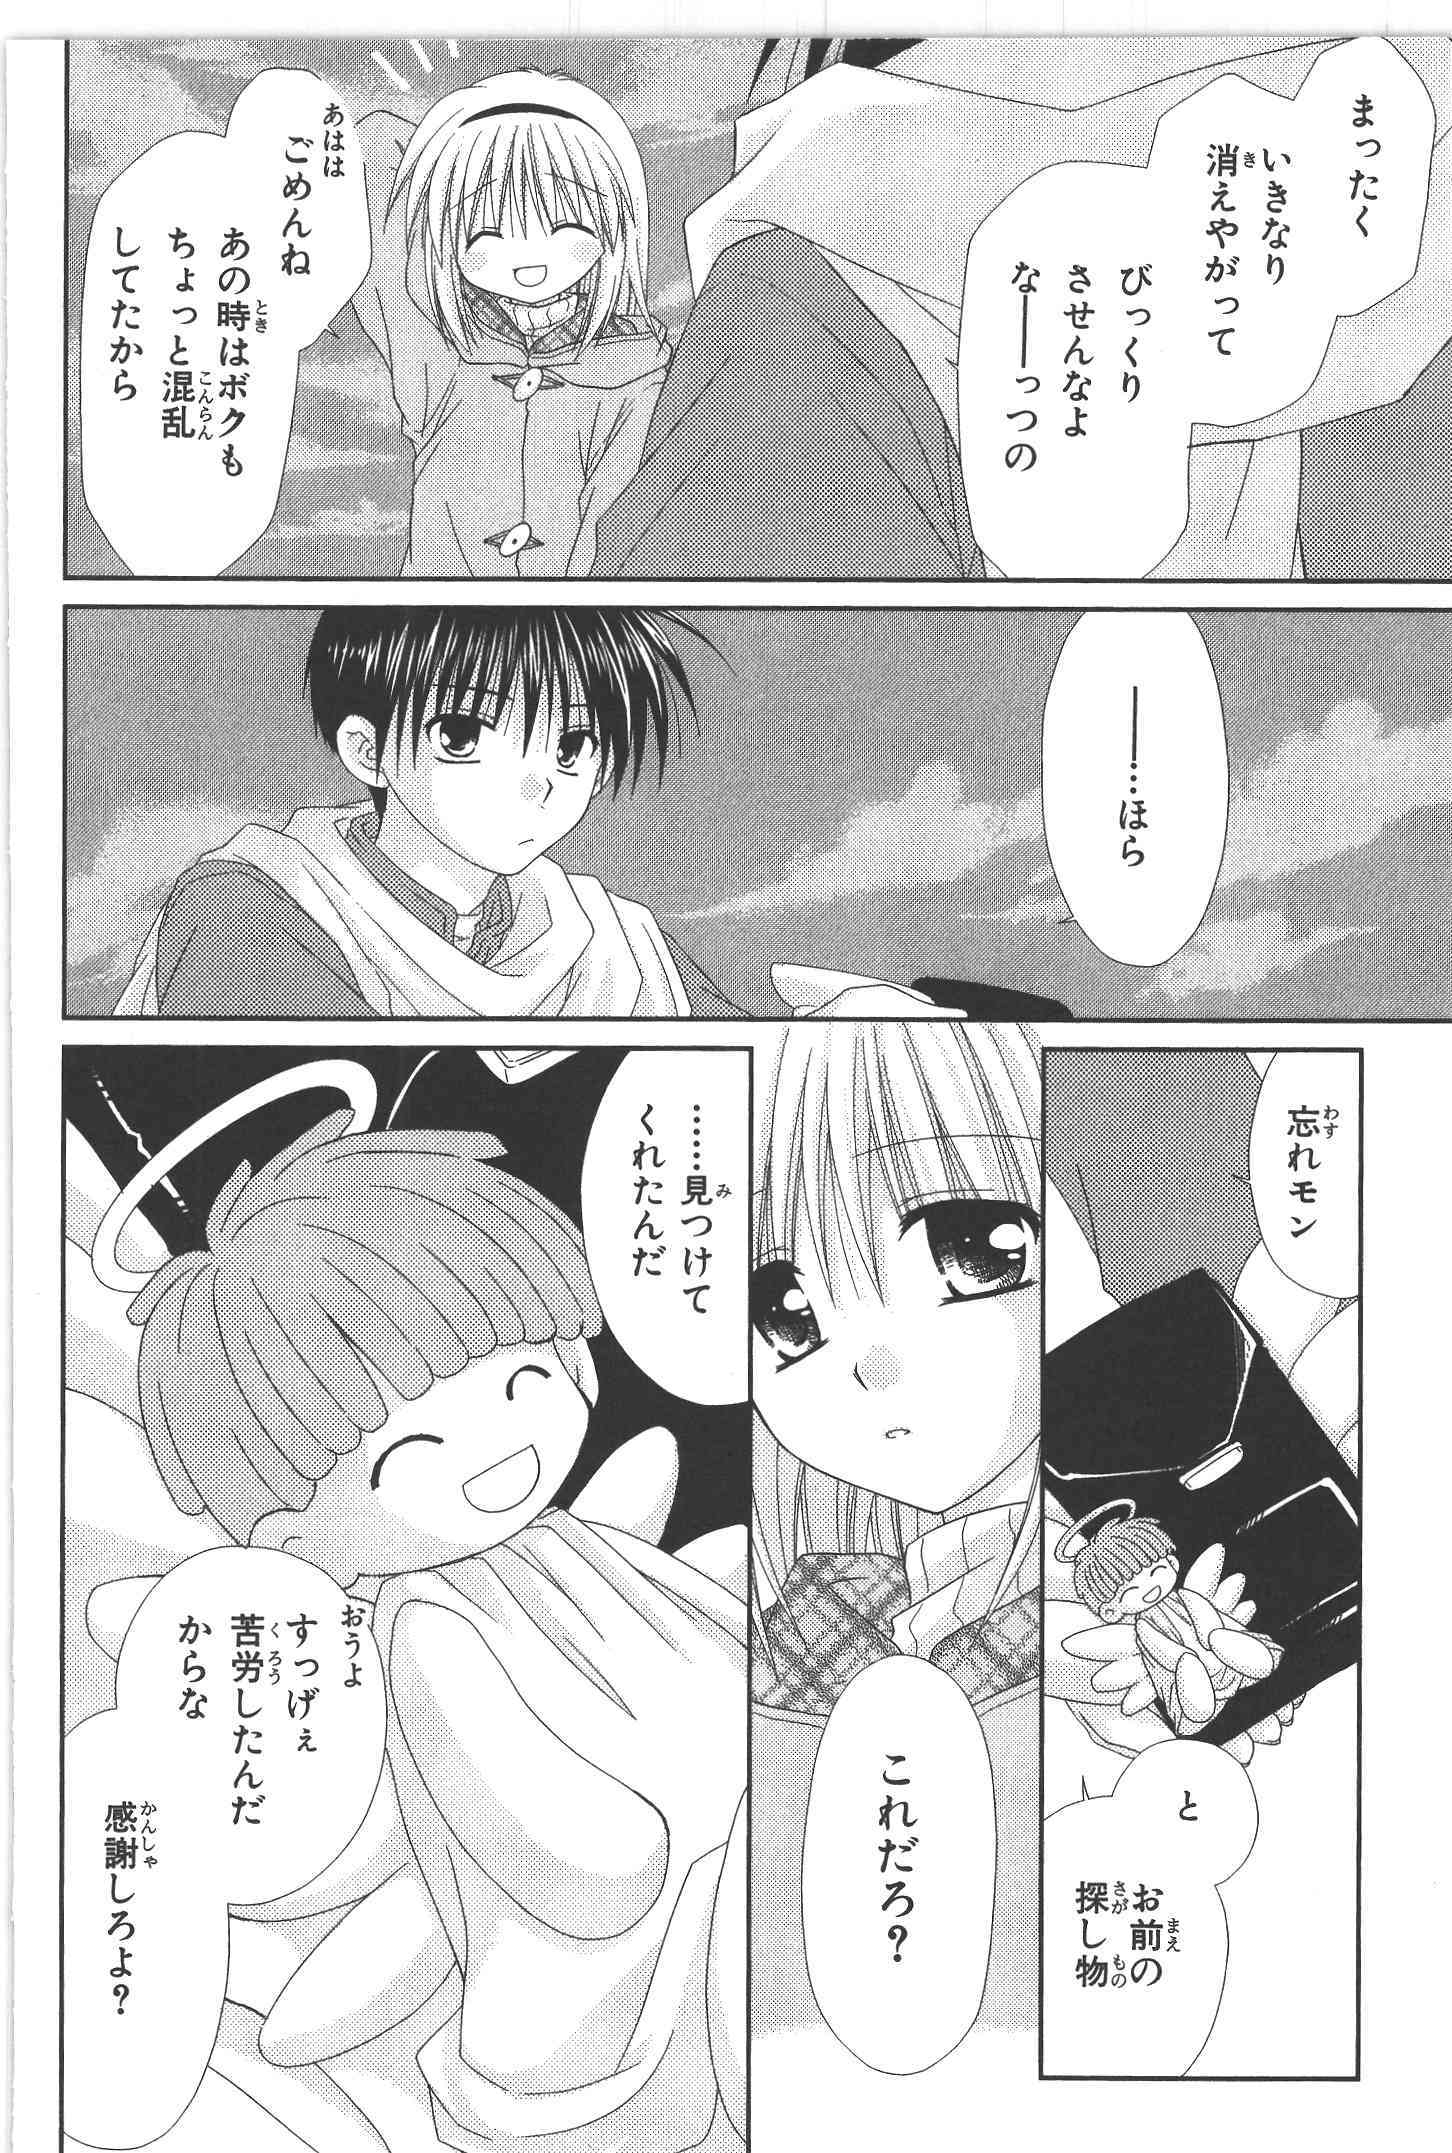 まったく
いきなり
消えやがって
びっくり
させんなよ
な――っつの
あはは
ごめんね
あの時はボクも
ちょっと混乱
してたから
――…ほら
忘れモン
と
お前の
探し物
これだろ？
……見つけて
くれたんだ
おうよ
すっげぇ
苦労したんだ
からな
感謝しろよ？